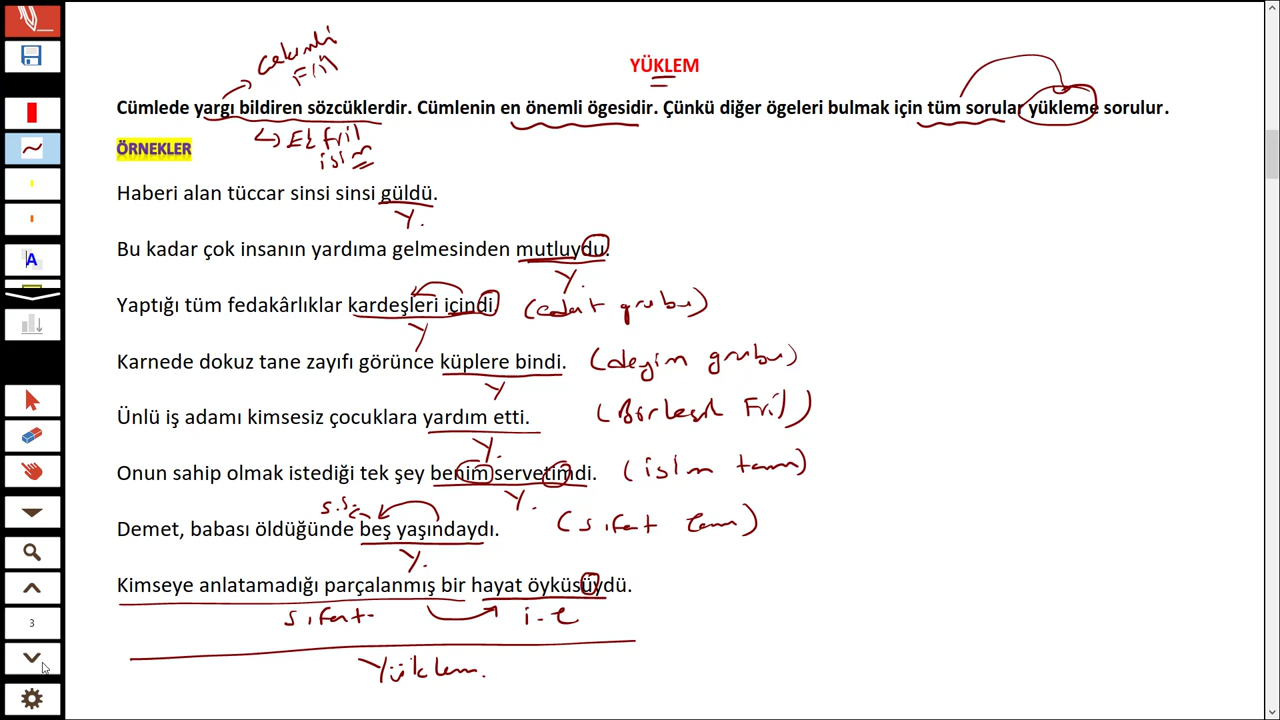 Çekimli
Fiil
YÜKLEM
Cümlede yargı bildiren sözcüklerdir. Cümlenin en önemli ögesidir. Çünkü diğer ögeleri bulmak için tüm sorular yükleme sorulur.
Ek fiil
isim
ÖRNEKLER
Haberi alan tüccar sinsi sinsi güldü.
Y.
Bu kadar çok insanın yardıma gelmesinden mutluydu.
Y.
Yaptığı tüm fedakârlıklar kardeşleri içindi. (edat grubu)
Y
Karnede dokuz tane zayıfı görünce küplere bindi. (deyim grubu)
Y
Ünlü iş adamı kimsesiz çocuklara yardım etti. (Birleşik Fiil)
Y.
Onun sahip olmak istediği tek şey benim servetimdi. (isim tam)
Y.
S.S
Demet, babası öldüğünde beş yaşındaydı. (sıfat tam)
Y.
Kimseye anlatamadığı parçalanmış bir hayat öyküsüydü.
sıfat i-t
Yüklem.
A
3